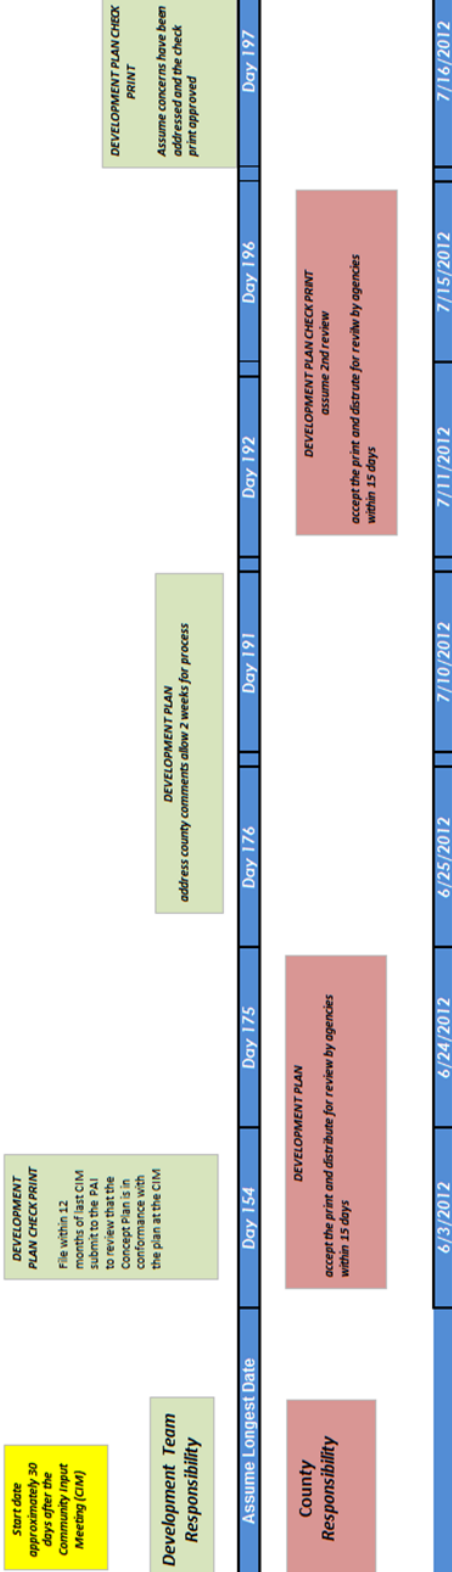 Start date
approximately 30
days after the
Community Input
Meeting (CIM)
DEVELOPMENT
PLAN CHECK PRINT
File within 12
months of last CIM
submit to the PAI
to review that the
Concept Plan is in
conformance with
the plan at the CIM
DEVELOPMENT PLAN CHECK
PRINT
Assume concerns have been
addressed and the check
print approved
Development Team
Responsibility
DEVELOPMENT PLAN
address county comments allow 2 weeks for process
Assume Longest Date
Day 154
Day 175
Day 176
Day 191
Day 192
Day 196
Day 197
County
Responsibility
DEVELOPMENT PLAN
accept the print and distribute for review by agencies
within 15 days
DEVELOPMENT PLAN CHECK PRINT
assume 2nd review
accept the print and distrute for revilw by agencies
within 15 days
6/3/2012
6/24/2012
6/25/2012
7/10/2012
7/11/2012
7/15/2012
7/16/2012